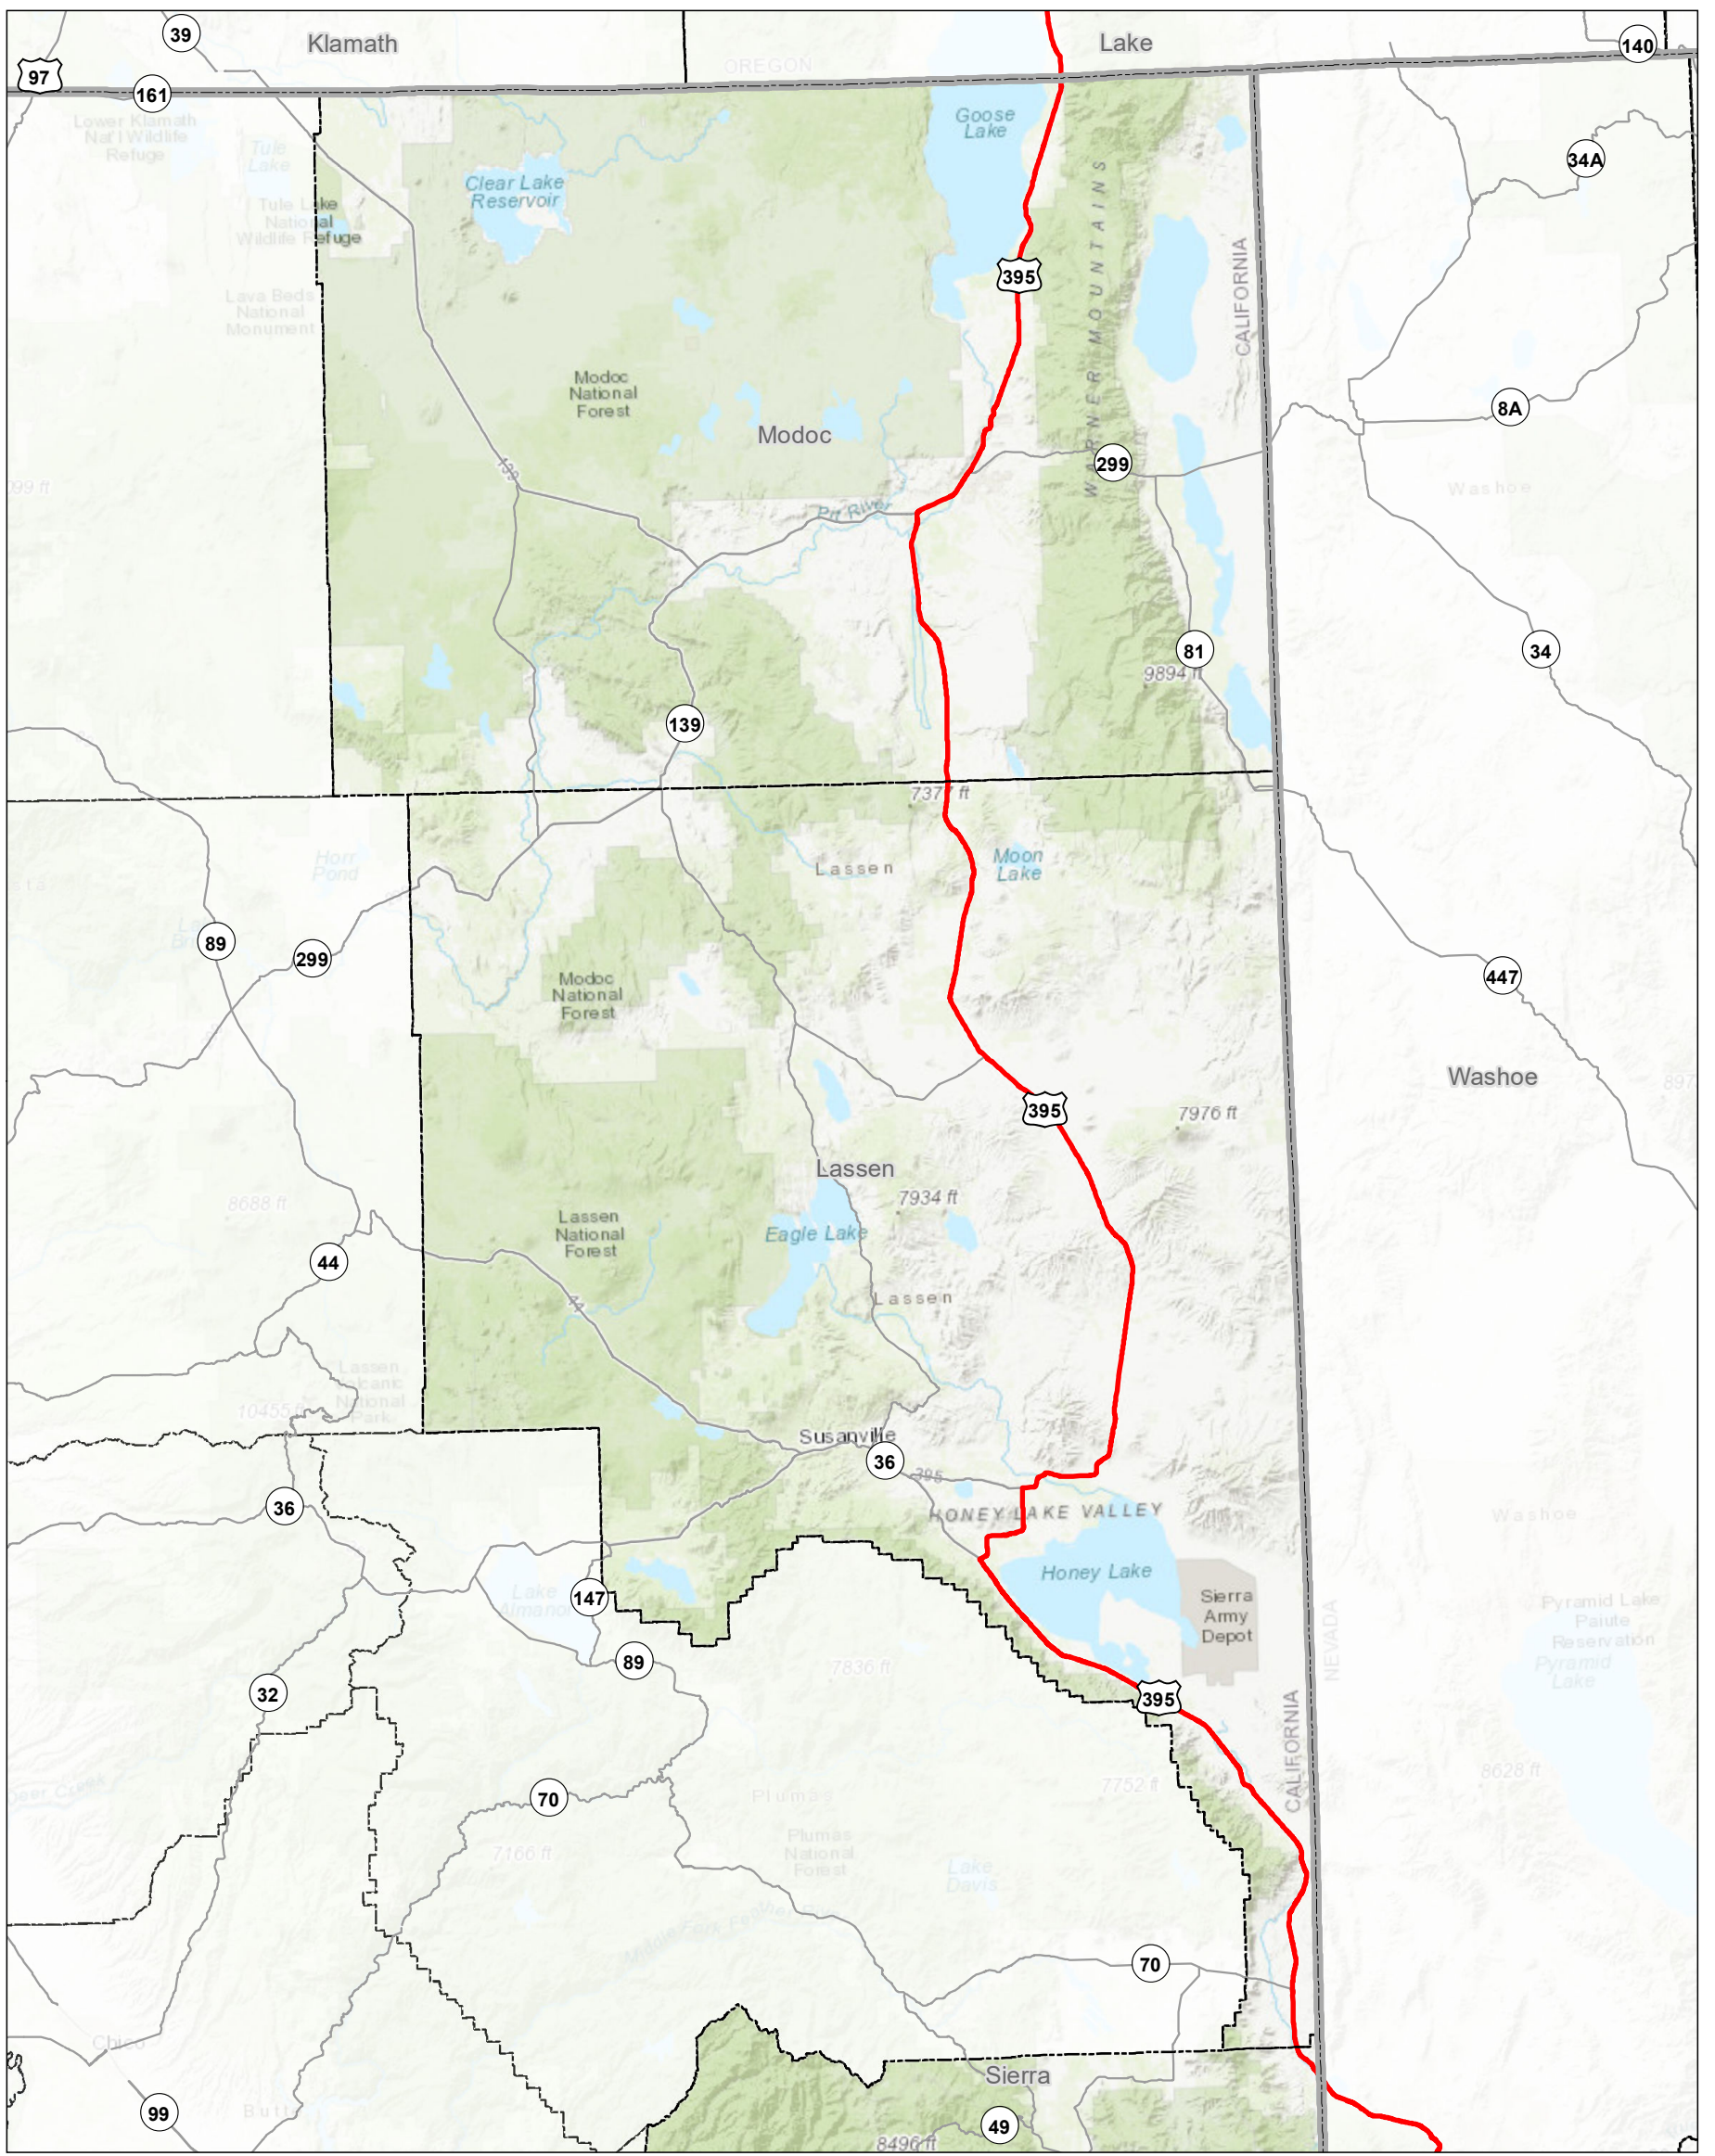 39
Klamath
Lake
140
97
OREGON
161
Goose
Lake
Lower Klamath
Nat'l Wildlife
Refuge
Tule
Lake
34A
Clear Lake
Reservoir
Tule Lake
National
Wildlife Refuge
WARNER MOUNTAINS
CALIFORNIA
395
Lava Beds
National
Monument
Modoc
National
Forest
8A
Modoc
299
139
Washoe
Pit River
81
34
9894 ft
139
7377 ft
Horr
Pond
Lassen
Moon
Lake
89
299
447
Modoc
National
Forest
Washoe
395
7976 ft
Lassen
8688 ft
7934 ft
Lassen
National
Forest
Eagle Lake
44
44
Lassen
Lassen
Volcanic
National
Park
10455 ft
Susanville
36
395
36
HONEY LAKE VALLEY
Washoe
Honey Lake
Lake
Almanor
147
Sierra
Army
Depot
Pyramid Lake
Paiute
Reservation
Pyramid
Lake
NEVADA
89
7836 ft
32
395
CALIFORNIA
8628 ft
7752 ft
Deer Creek
70
Plumas
7166 ft
Plumas
National
Forest
Lake
Davis
70
Chico
Sierra
99
Butte
49
8496 ft